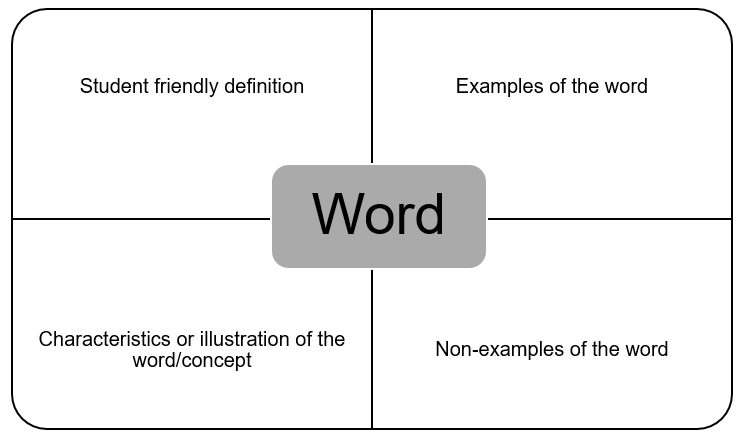 Student friendly definition
Examples of the word
Word
Characteristics or illustration of the
word/concept
Non-examples of the word